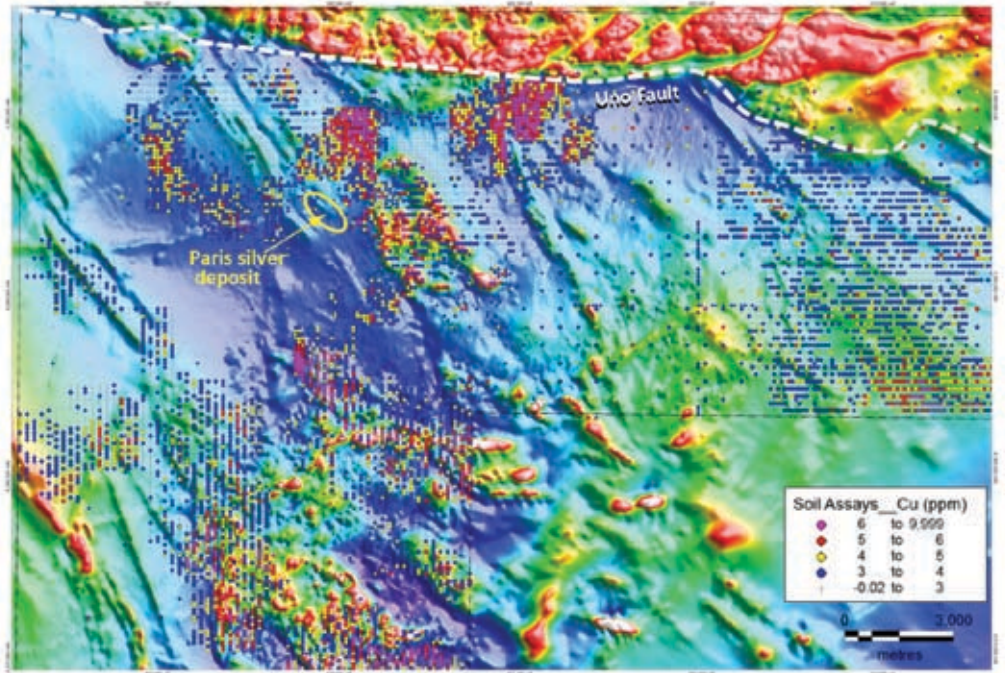 Uno Fault
Paris silver
deposit
Soil Assays__Cu (ppm)
6 to 9,999
5 to 6
4 to 5
3 to 4
-0.02 to 3
0 2,000
metres